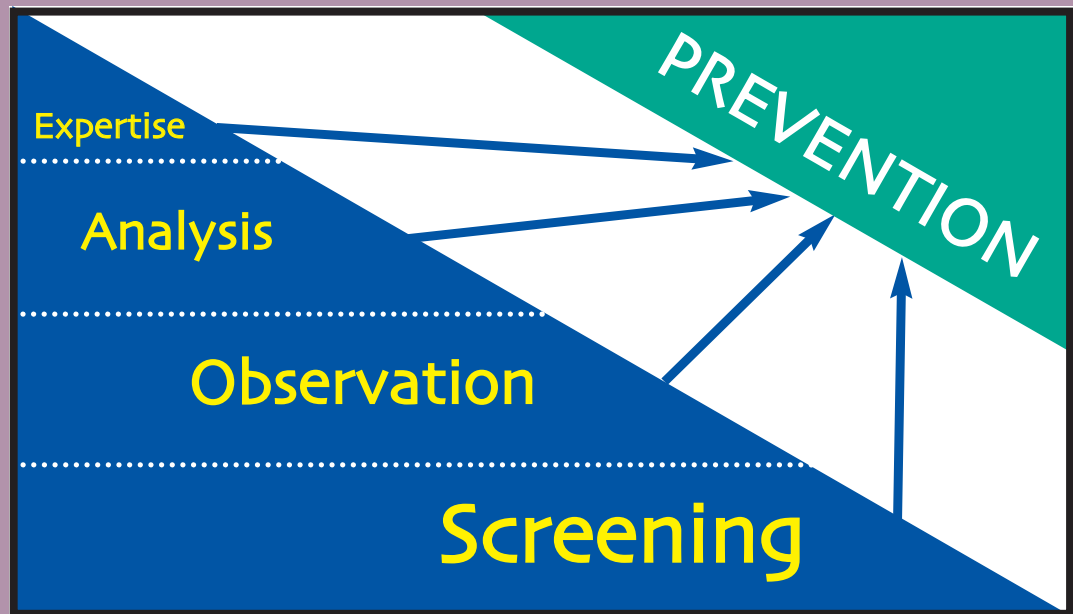 PREVENTION
Expertise
Analysis
Observation
Screening